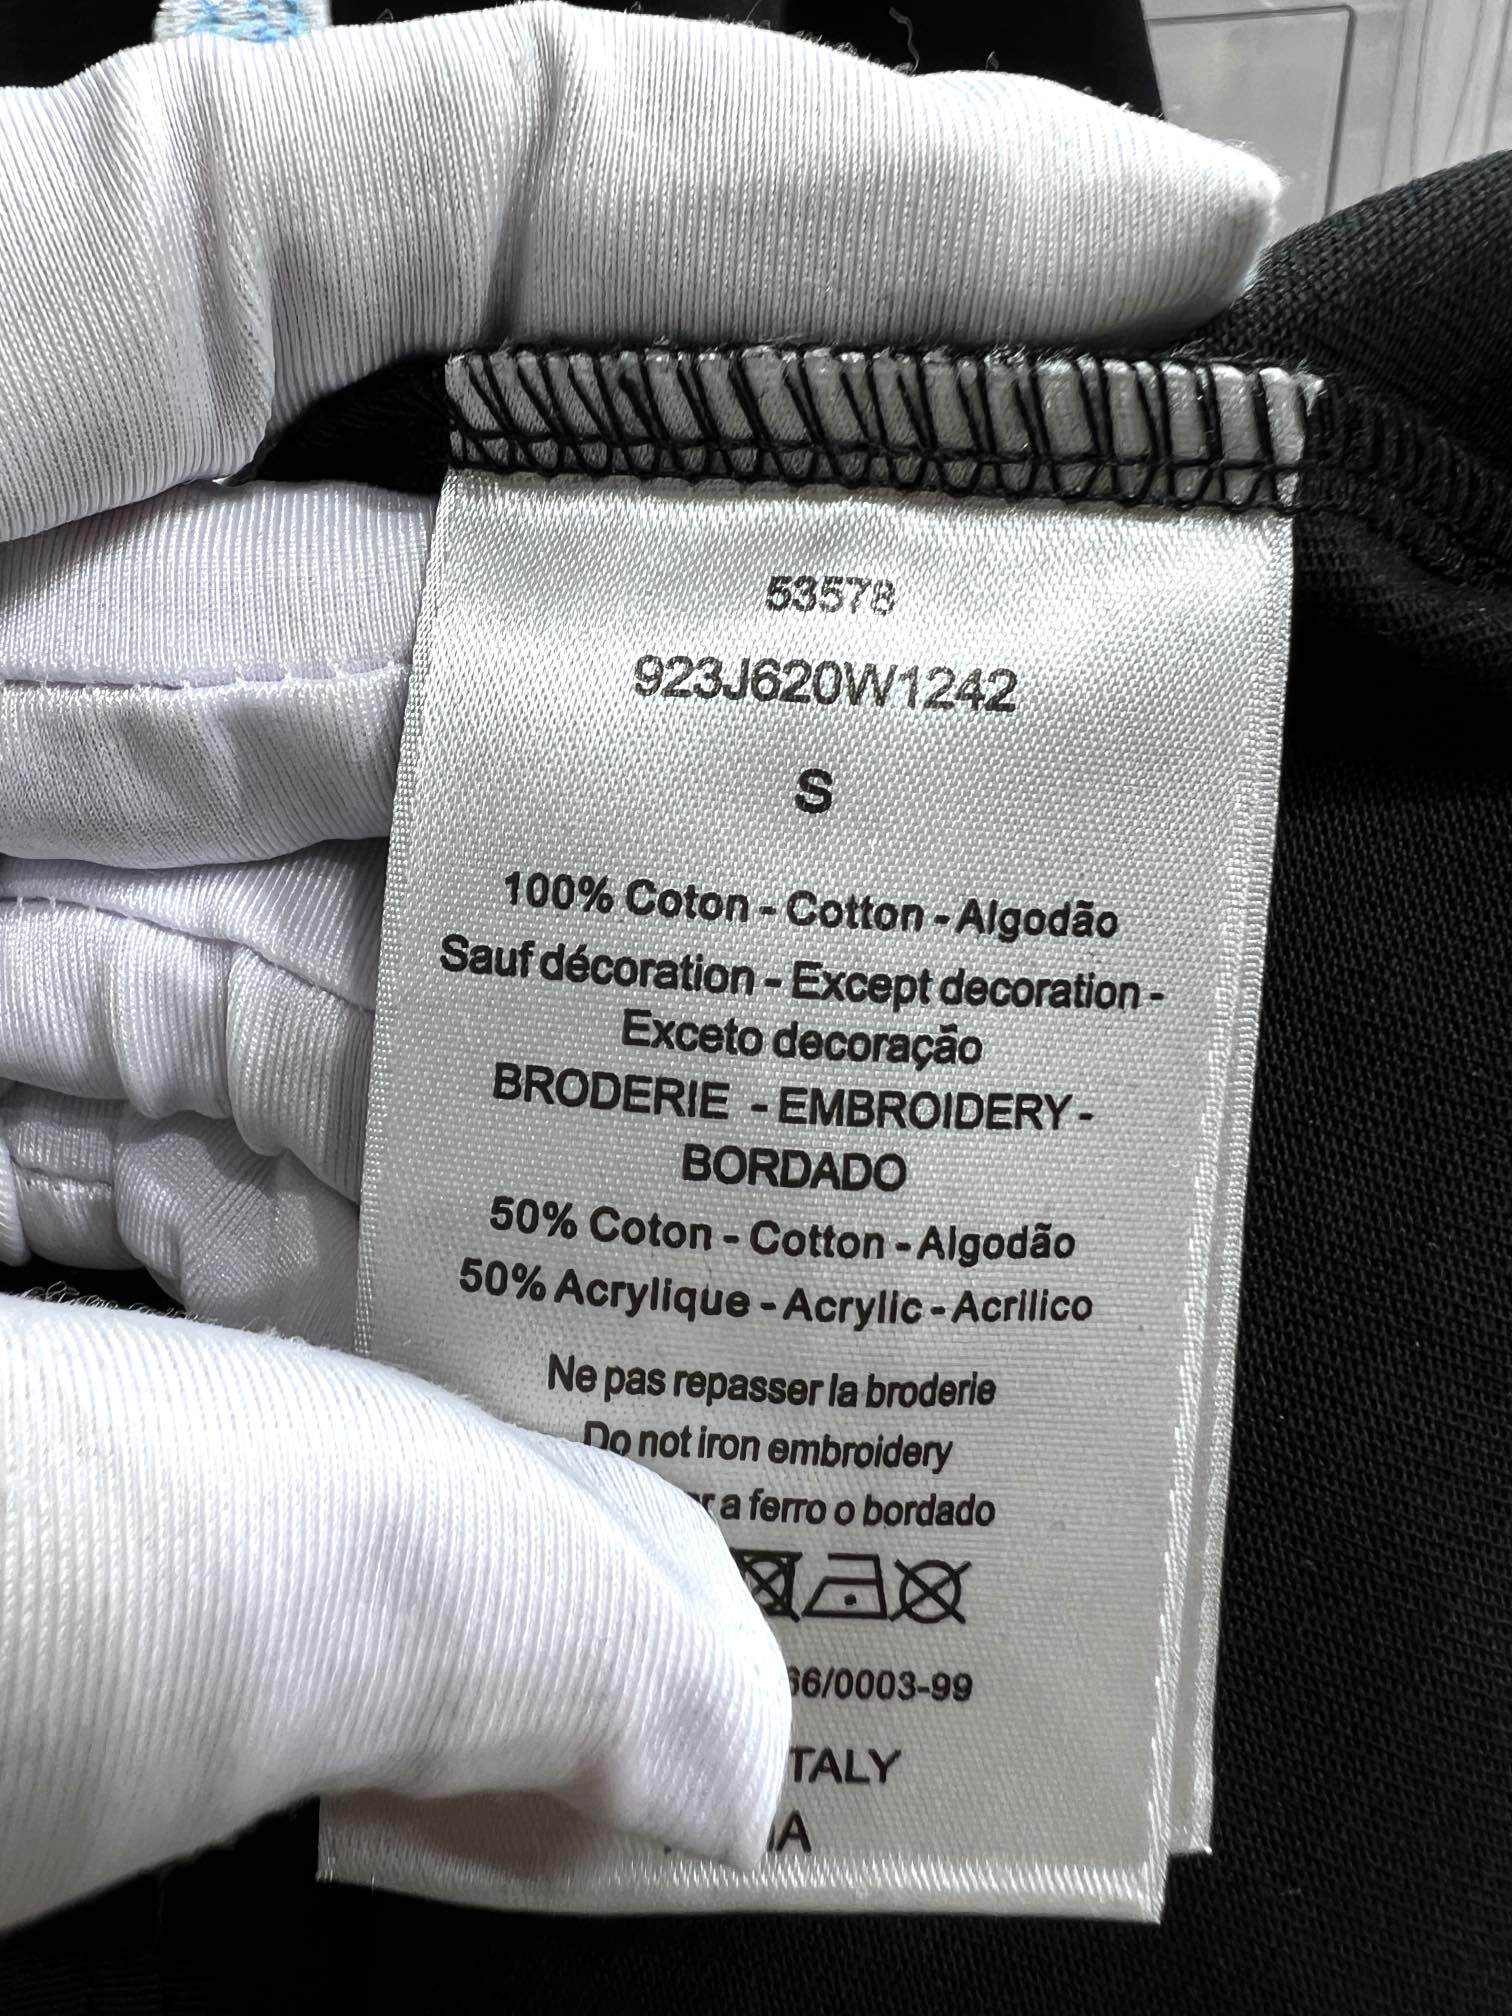 53578
923J620W1242
S
100% Coton - Cotton - Algodão
Sauf décoration - Except decoration -
Exceto decoração
BRODERIE - EMBROIDERY -
BORDADO
50% Coton - Cotton - Algodão
50% Acrylique - Acrylic - Acrilico
Ne pas repasser la broderie
Do not iron embroidery
a ferro o bordado
66/0003-99
TALY